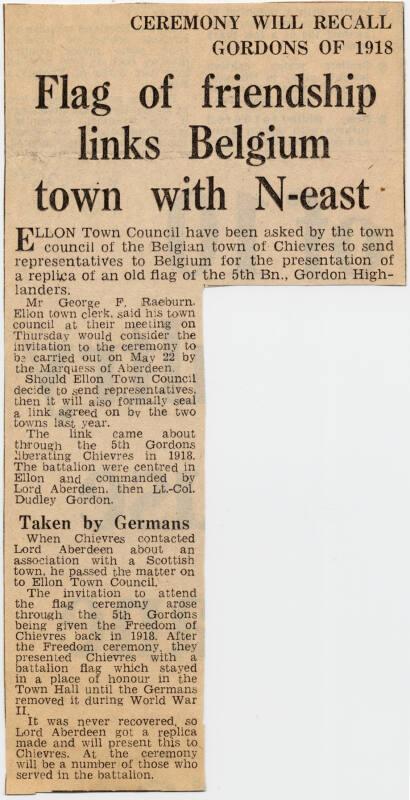 CEREMONY WILL RECALL
GORDONS OF 1918
Flag of friendship
links Belgium
town with N-east
ELLON Town Council have been asked by the town
council of the Belgian town of Chievres to send
representatives to Belgium for the presentation of
a replica of an old flag of the 5th Bn., Gordon High-
landers.
Mr George F. Raeburn,
Ellon town clerk, said his town
council at their meeting on
Thursday would consider the
invitation to the ceremony to
be carried out on May 22 by
the Marquess of Aberdeen.
Should Ellon Town Council
decide to send representatives,
then it will also formally seal
a link agreed on by the two
towns last year.
The link came about
through the 5th Gordons
liberating Chievres in 1918.
The battalion were centred in
Ellon and commanded by
Lord Aberdeen, then Lt.-Col.
Dudley Gordon.
Taken by Germans
When Chievres contacted
Lord Aberdeen about an
association with a Scottish
town, he passed the matter on
to Ellon Town Council.
The invitation to attend
the flag ceremony arose
through the 5th Gordons
being given the Freedom of
Chievres back in 1918. After
the Freedom ceremony, they
presented Chievres with a
battalion flag which stayed
in a place of honour in the
Town Hall until the Germans
removed it during World War
II.
It was never recovered, so
Lord Aberdeen got a replica
made and will present this to
Chievres. At the ceremony
will be a number of those who
served in the battalion.